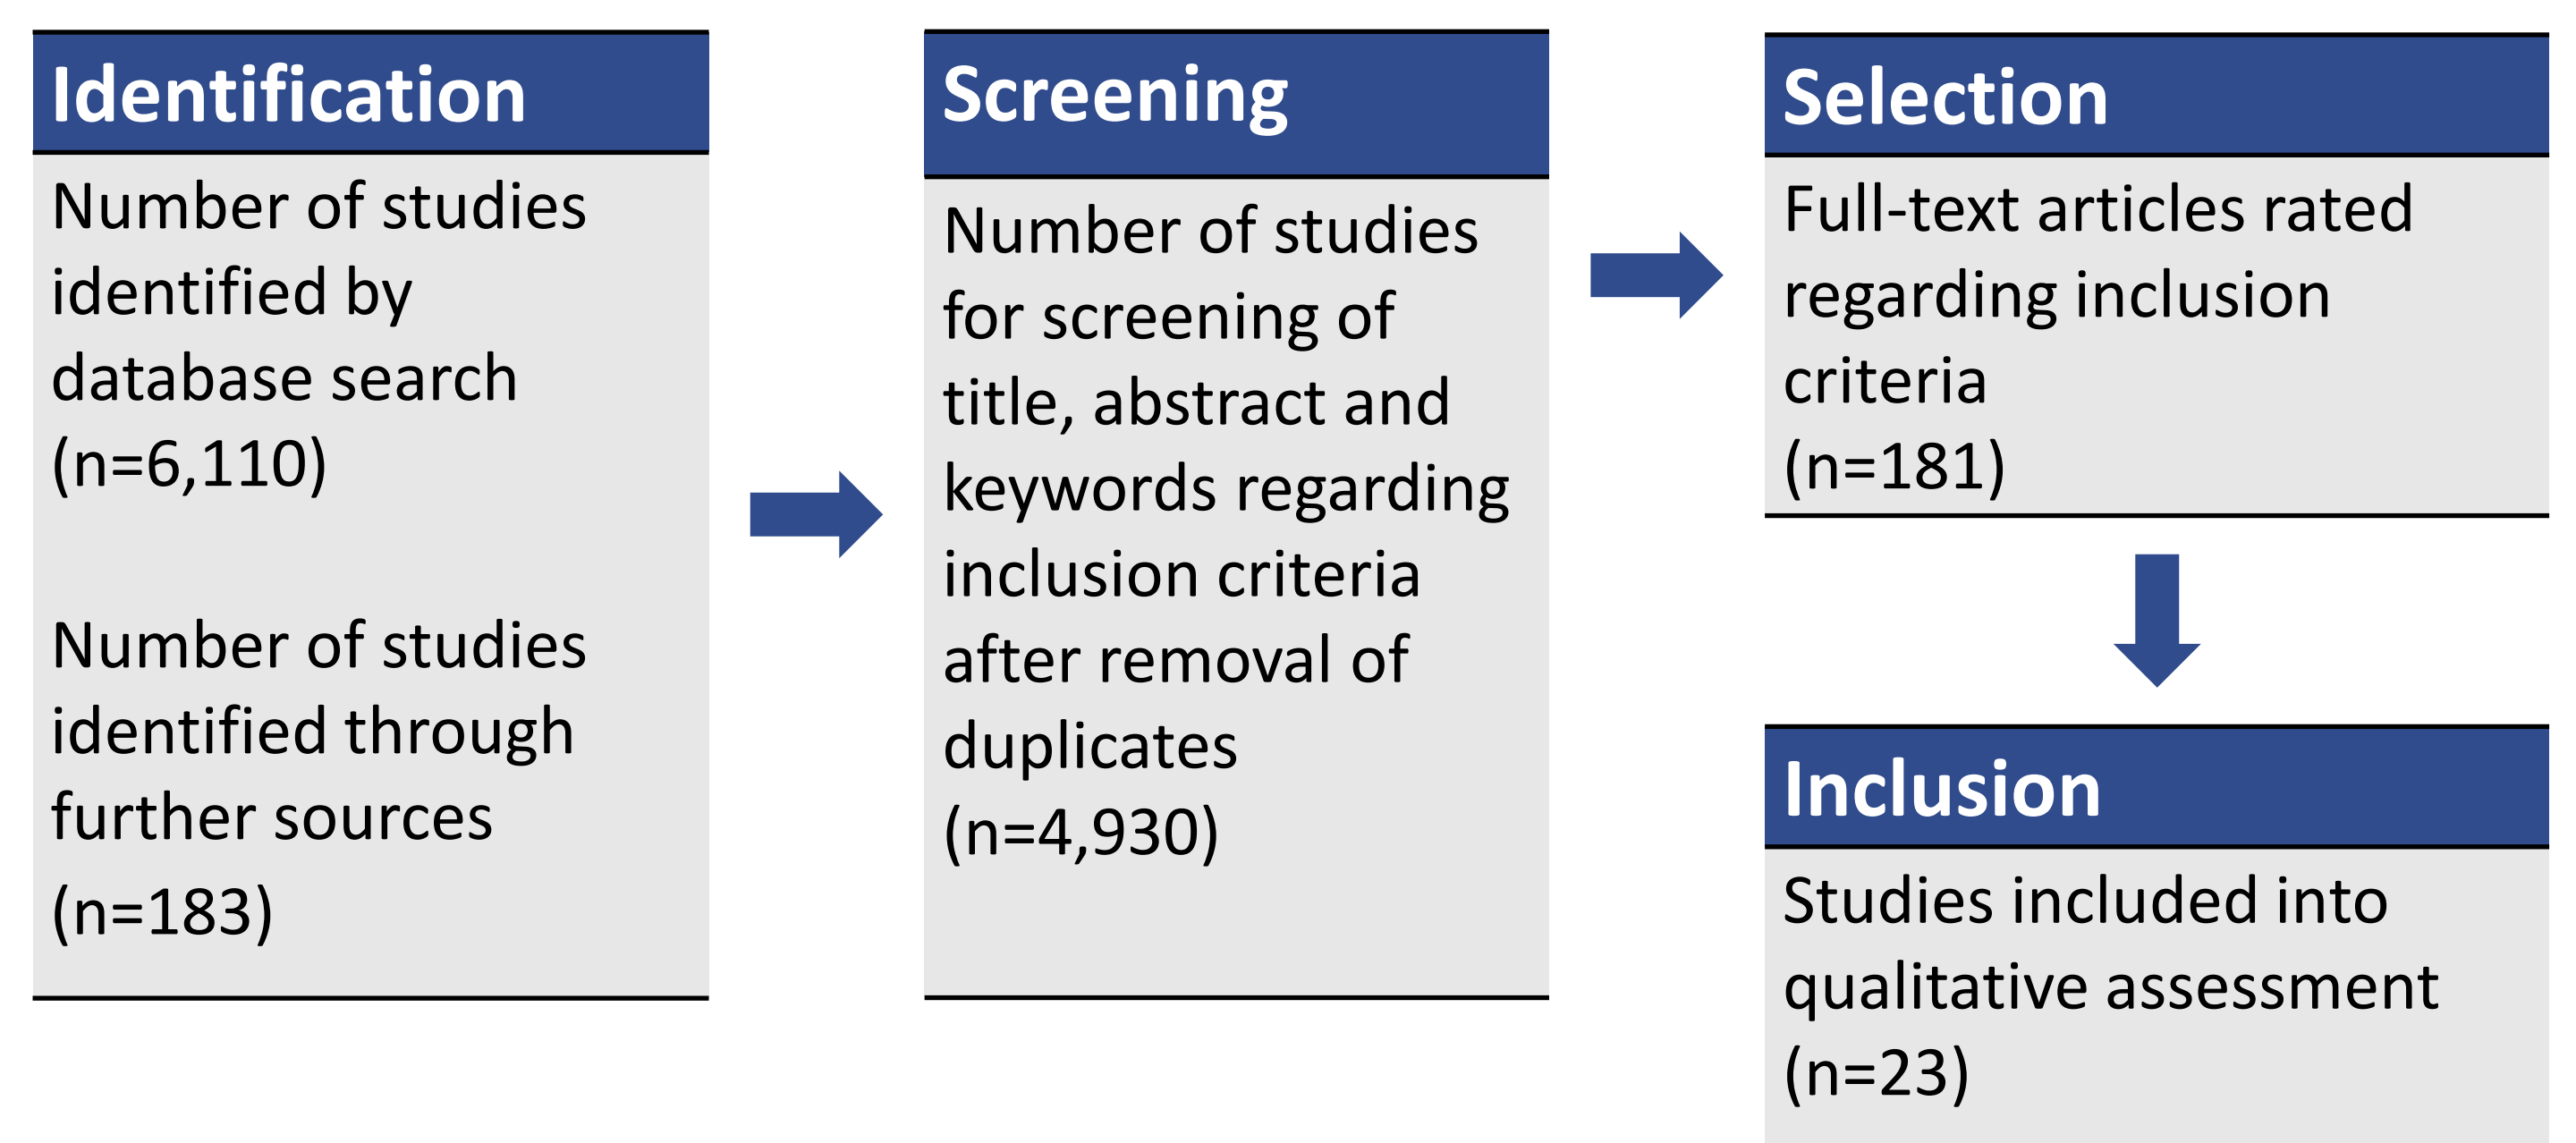 Identification
Number of studies
identified by
database search
(n=6,110)
Number of studies
identified through
further sources
(n=183)
Screening
Number of studies
for screening of
title, abstract and
keywords regarding
inclusion criteria
after removal of
duplicates
(n=4,930)
Selection
Full-text articles rated
regarding inclusion
criteria
(n=181)
Inclusion
Studies included into
qualitative assessment
(n=23)